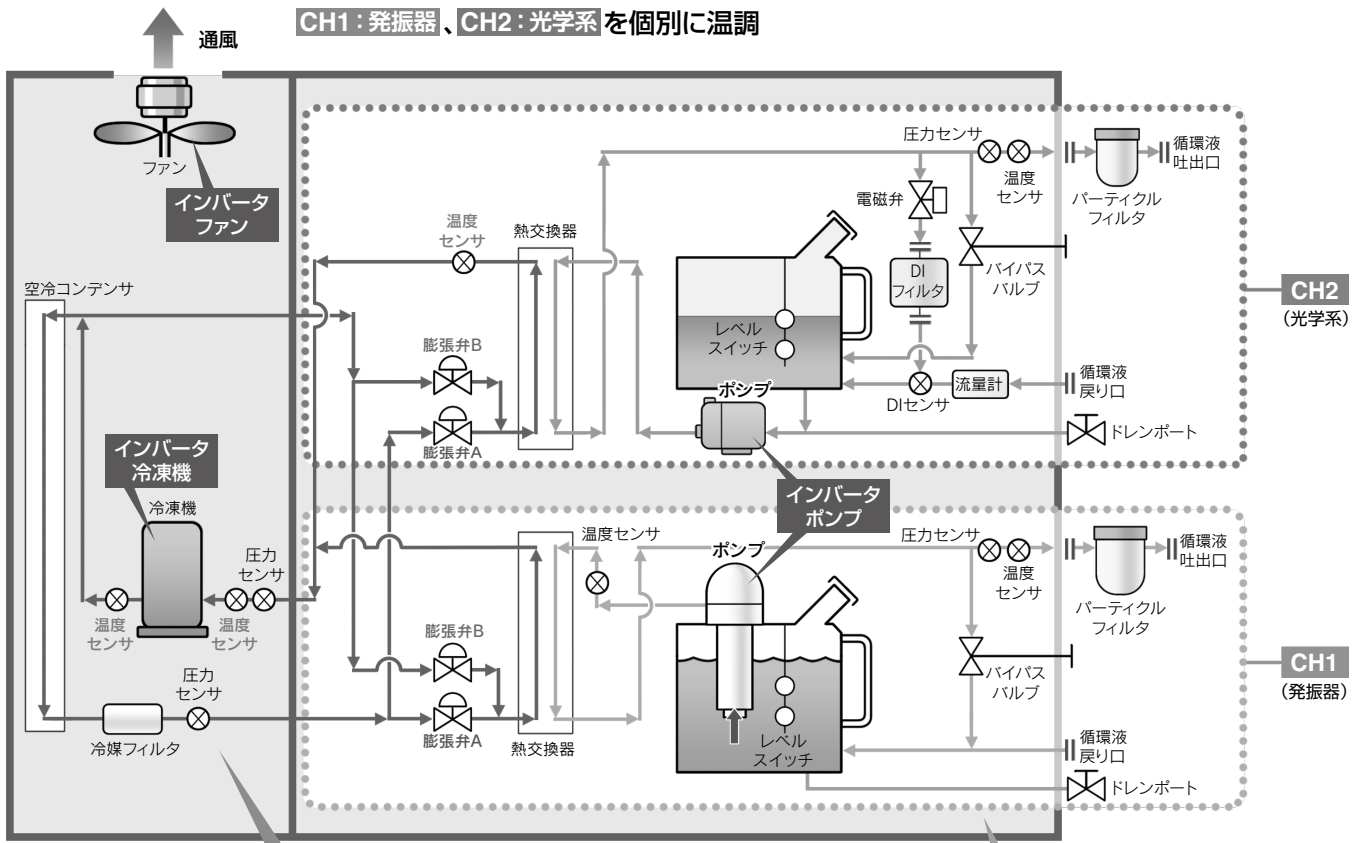 CH1：発振器、CH2：光学系を個別に温調
通風
ファン
インバータ
ファン
空冷コンデンサ
インバータ
冷凍機
冷凍機
圧力
センサ
温度
センサ
温度
センサ
圧力
センサ
冷媒フィルタ
温度
センサ
熱交換器
膨張弁B
膨張弁A
圧力センサ
温度
センサ
パーティクル
フィルタ
循環液
吐出口
電磁弁
DI
フィルタ
バイパス
バルブ
レベル
スイッチ
ポンプ
DIセンサ
流量計
循環液
戻り口
ドレンポート
CH2
(光学系)
インバータ
ポンプ
温度センサ
ポンプ
圧力センサ
温度
センサ
パーティクル
フィルタ
循環液
吐出口
膨張弁B
膨張弁A
熱交換器
レベル
スイッチ
バイパス
バルブ
循環液
戻り口
ドレンポート
CH1
(発振器)